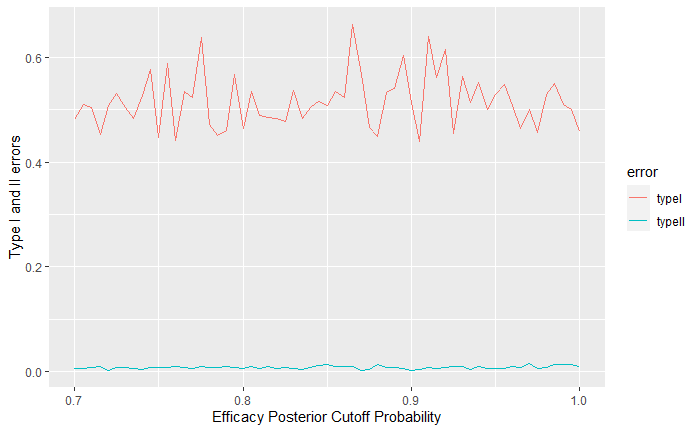 Type I and II errors
0.6
0.4
0.2
0.0
0.7
0.8
0.9
1.0
Efficacy Posterior Cutoff Probability
error
typeI
typeII